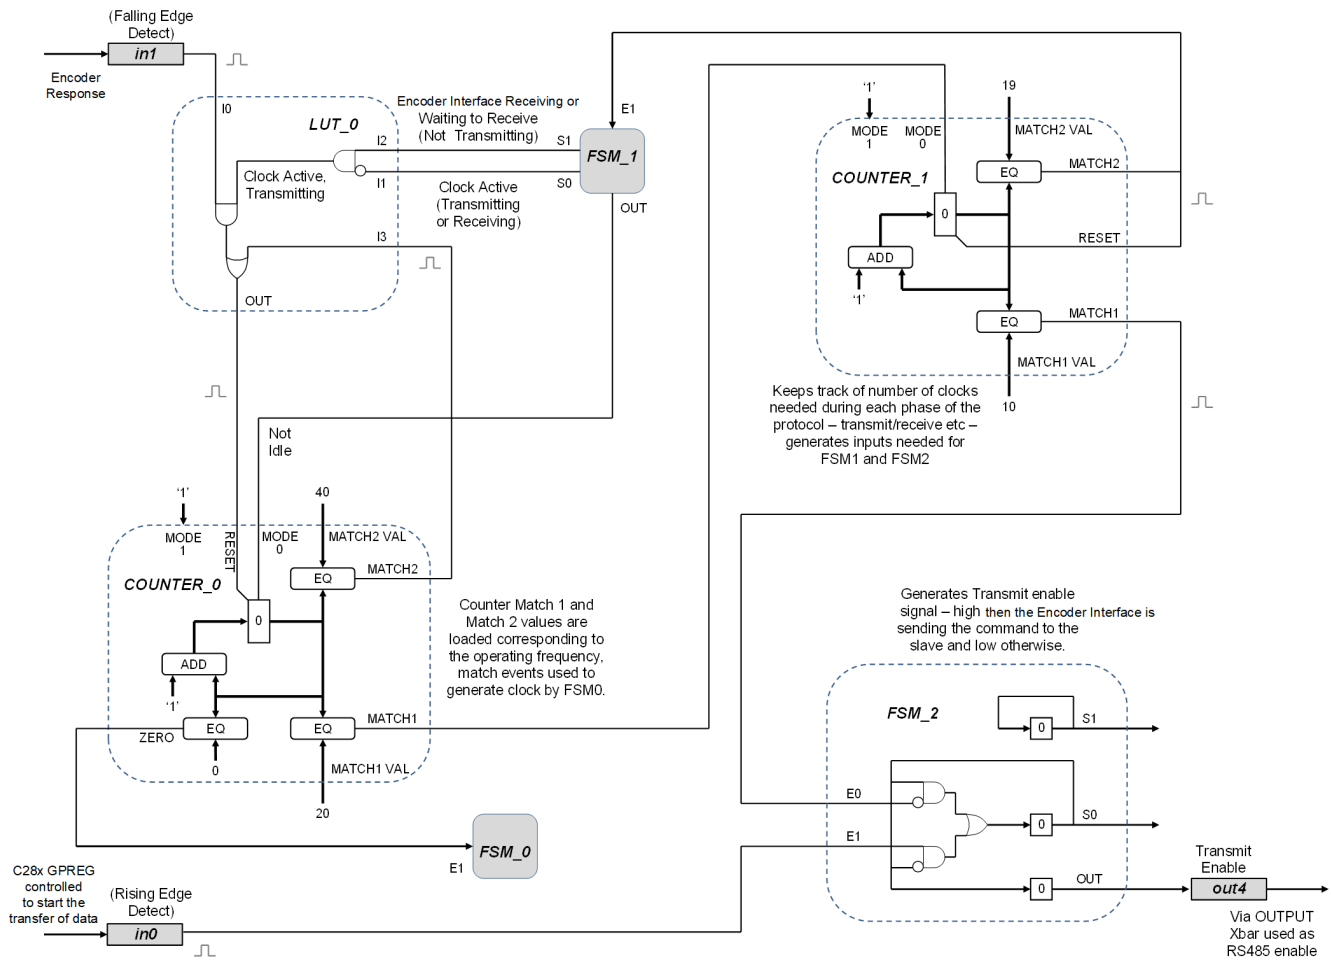 (Falling Edge
Detect)
in1
Encoder
Response
I0
LUT_0
Encoder Interface Receiving or
Waiting to Receive
(Not Transmitting)
I2
S1
I1
S0
Clock Active,
Transmitting
Clock Active
(Transmitting
or Receiving)
E1
FSM_1
OUT
I3
OUT
Not
Idle
'1'
MODE
1
MODE
0
19
MATCH2 VAL
EQ
MATCH2
COUNTER_1
0
ADD
'1'
RESET
EQ
MATCH1
MATCH1 VAL
10
Keeps track of number of clocks
needed during each phase of the
protocol – transmit/receive etc –
generates inputs needed for
FSM1 and FSM2
'1'
MODE
1
RESET
MODE
0
40
MATCH2 VAL
COUNTER_0
EQ
MATCH2
0
ADD
'1'
ZERO
EQ
0
EQ
MATCH1
MATCH1 VAL
20
Counter Match 1 and
Match 2 values are
loaded corresponding to
the operating frequency,
match events used to
generate clock by FSM0.
FSM_0
E1
Generates Transmit enable
signal – high then the Encoder Interface is
sending the command to the
slave and low otherwise.
FSM_2
0
S1
E0
0
S0
E1
0
OUT
Transmit
Enable
out4
Via OUTPUT
Xbar used as
RS485 enable
C28x GPREG
controlled
to start the
transfer of data
(Rising Edge
Detect)
in0